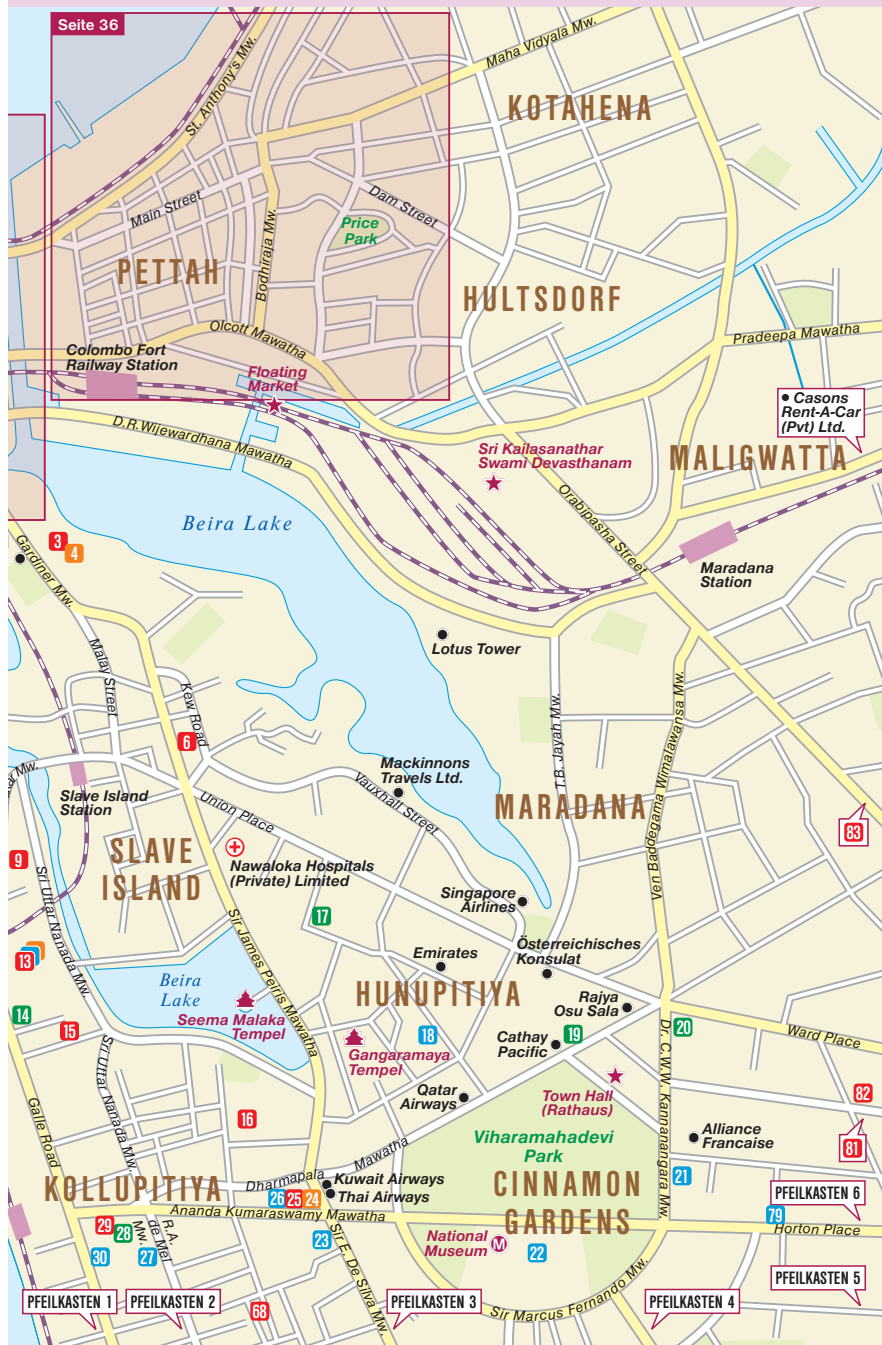 Seite 36
St. Anthony's Mw.
Maha Vidyala Mw.
KOTAHENA
Main Street
Dam Street
Price
Park
Bodhiraja Mw.
PETTAH
HULTSDORF
Olcott Mawatha
Pradeepa Mawatha
Colombo Fort
Railway Station
Floating
Market
Casons
Rent-A-Car
(Pvt) Ltd.
D.R.Wijewardhana Mawatha
Sri Kailasanathar
Swami Devasthanam
MALIGWATTA
Orabipasha Street
Beira Lake
3
4
Gardiner Mw.
Maradana
Station
Malay Street
Lotus Tower
Kew Road
T.B. Jayah Mw.
Ven Baddegama Wimalawansa Mw.
6
Mw.
Mackinnons
Travels Ltd.
Vauxhall Street
Slave Island
Station
Union Place
MARADANA
83
SLAVE
ISLAND
9
Nawaloka Hospitals
(Private) Limited
Sri Uttar Nanada Mw.
Singapore
Airlines
17
Sir James Peiris Mawatha
13
Emirates
Österreichisches
Konsulat
Beira
Lake
HUNUPITIYA
14
Seema Malaka
Tempel
Rajya
Osu Sala
15
18
19
20
Ward Place
Gangaramaya
Tempel
Cathay
Pacific
Dr. C.W.W. Kannanangara Mw.
Sri Uttar Nanada Mw.
Galle Road
Qatar
Airways
Town Hall
(Rathaus)
82
16
Viharamahadevi
Park
Alliance
Francaise
81
KOLLUPITIYA
Dharmapala Mawatha
Kuwait Airways
Thai Airways
CINNAMON
GARDENS
21
26
25
24
PFEILKASTEN 6
Ananda Kumaraswamy Mawatha
79
Horton Place
29
28
R.A.
de Mel
Mw.
23
Sir E. De Silva Mw.
National
Museum
M
22
30
27
PFEILKASTEN 5
Sir Marcus Fernando Mw.
PFEILKASTEN 1
PFEILKASTEN 2
68
PFEILKASTEN 3
PFEILKASTEN 4